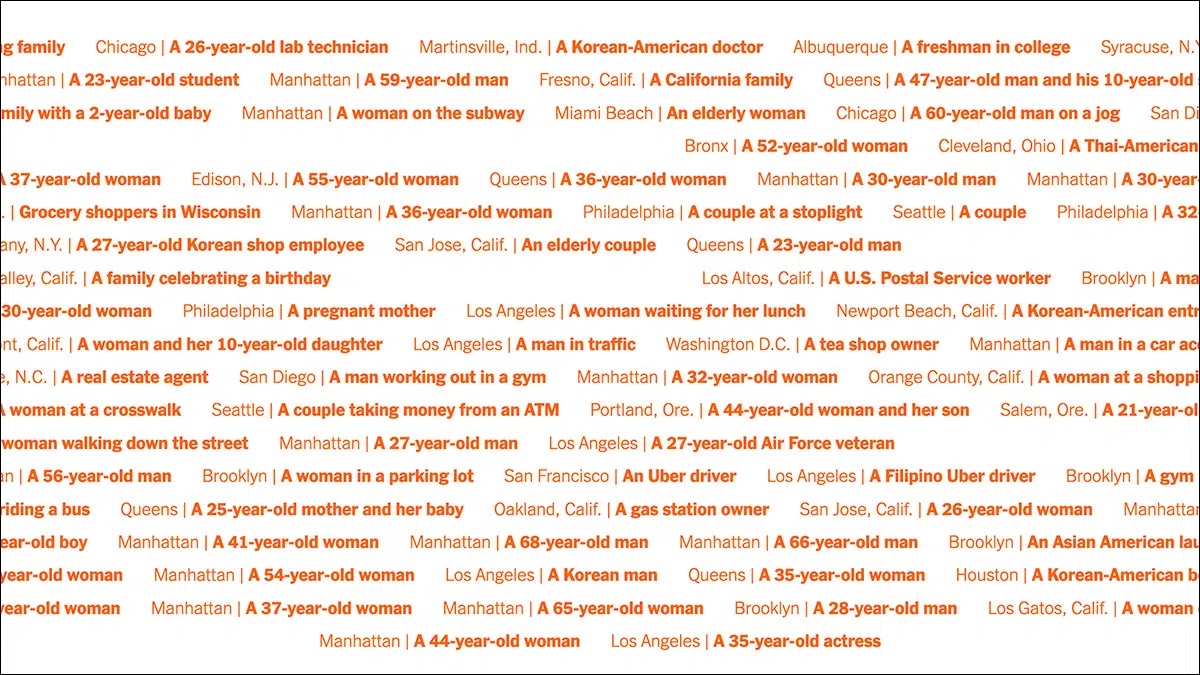 family Chicago | A 26-year-old lab technician Martinsville, Ind. | A Korean-American doctor Albuquerque | A freshman in college Syracuse, N.Y
| A 23-year-old student Manhattan | A 59-year-old man Fresno, Calif. | A California family Queens | A 47-year-old man and his 10-year-old
with a 2-year-old baby Manhattan | A woman on the subway Miami Beach | An elderly woman Chicago | A 60-year-old man on a jog San
Bronx | A 52-year-old woman Cleveland, Ohio | A Thai-American
A 37-year-old woman Edison, N.J. | A 55-year-old woman Queens | A 36-year-old woman Manhattan | A 30-year-old man Manhattan | A 30-year-
. | Grocery shoppers in Wisconsin Manhattan | A 36-year-old woman Philadelphia | A couple at a stoplight Seattle | A couple Philadelphia | A 32
any, N.Y. | A 27-year-old Korean shop employee San Jose, Calif. | An elderly couple Queens | A 23-year-old man
alley, Calif. | A family celebrating a birthday Los Altos, Calif. | A U.S. Postal Service worker Brooklyn | A ma
30-year-old woman Philadelphia | A pregnant mother Los Angeles | A woman waiting for her lunch Newport Beach, Calif. | A Korean-American entr
nt, Calif. | A woman and her 10-year-old daughter Los Angeles | A man in traffic Washington D.C. | A tea shop owner Manhattan | A man in a car acc
e, N.C. | A real estate agent San Diego | A man working out in a gym Manhattan | A 32-year-old woman Orange County, Calif. | A woman at a shoppi
A woman at a crosswalk Seattle | A couple taking money from an ATM Portland, Ore. | A 44-year-old woman and her son Salem, Ore. | A 21-year-ol
woman walking down the street Manhattan | A 27-year-old man Los Angeles | A 27-year-old Air Force veteran
an | A 56-year-old man Brooklyn | A woman in a parking lot San Francisco | An Uber driver Los Angeles | A Filipino Uber driver Brooklyn | A gym
riding a bus Queens | A 25-year-old mother and her baby Oakland, Calif. | A gas station owner San Jose, Calif. | A 26-year-old woman Manhattan
ear-old boy Manhattan | A 41-year-old woman Manhattan | A 68-year-old man Manhattan | A 66-year-old man Brooklyn | An Asian American lau
year-old woman Manhattan | A 54-year-old woman Los Angeles | A Korean man Queens | A 35-year-old woman Houston | A Korean-American b
year-old woman Manhattan | A 37-year-old woman Manhattan | A 65-year-old woman Brooklyn | A 28-year-old man Los Gatos, Calif. | A woman
Manhattan | A 44-year-old woman Los Angeles | A 35-year-old actress